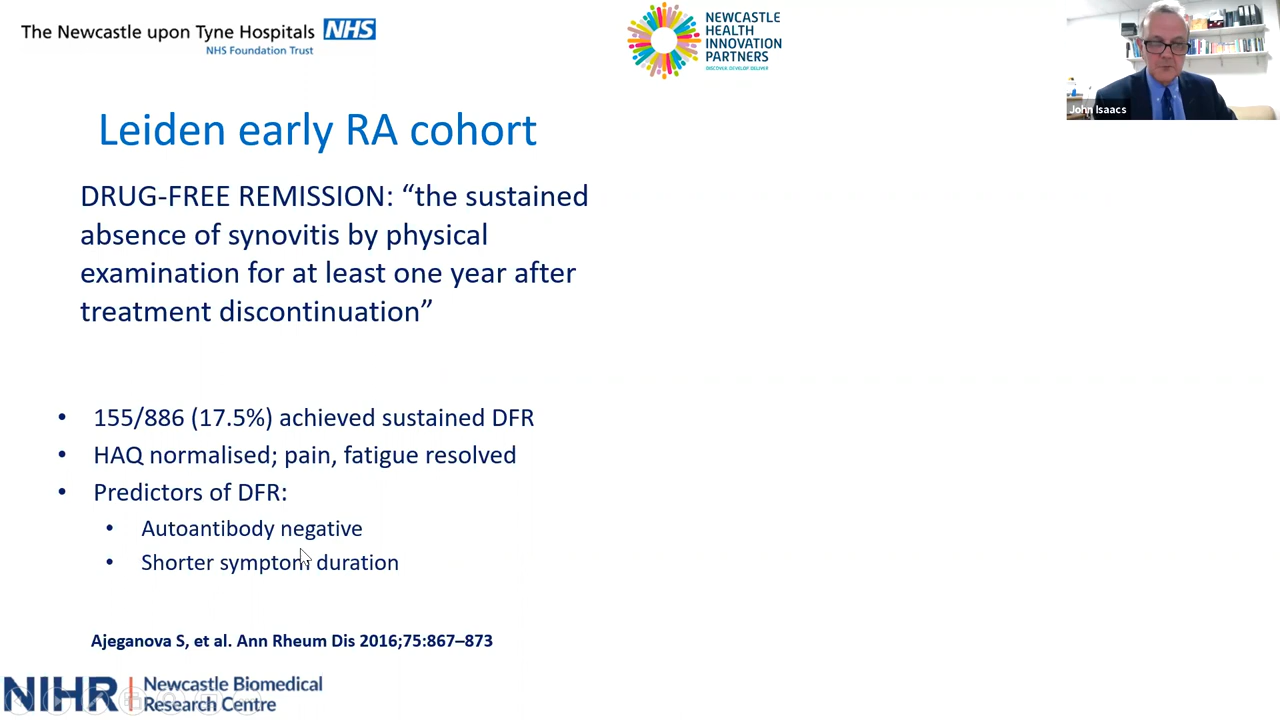 The Newcastle upon Tyne Hospitals NHS
NHS Foundation Trust
NEWCASTLE
HEALTH
INNOVATION
PARTNERS
DISCOVER. DEVELOP. DELIVER.
John Isaacs
Leiden early RA cohort
DRUG-FREE REMISSION: “the sustained
absence of synovitis by physical
examination for at least one year after
treatment discontinuation”
• 155/886 (17.5%) achieved sustained DFR
• HAQ normalised; pain, fatigue resolved
• Predictors of DFR:
• Autoantibody negative
• Shorter symptom duration
Ajeganova S, et al. Ann Rheum Dis 2016;75:867–873
NIHR | Newcastle Biomedical
Research Centre